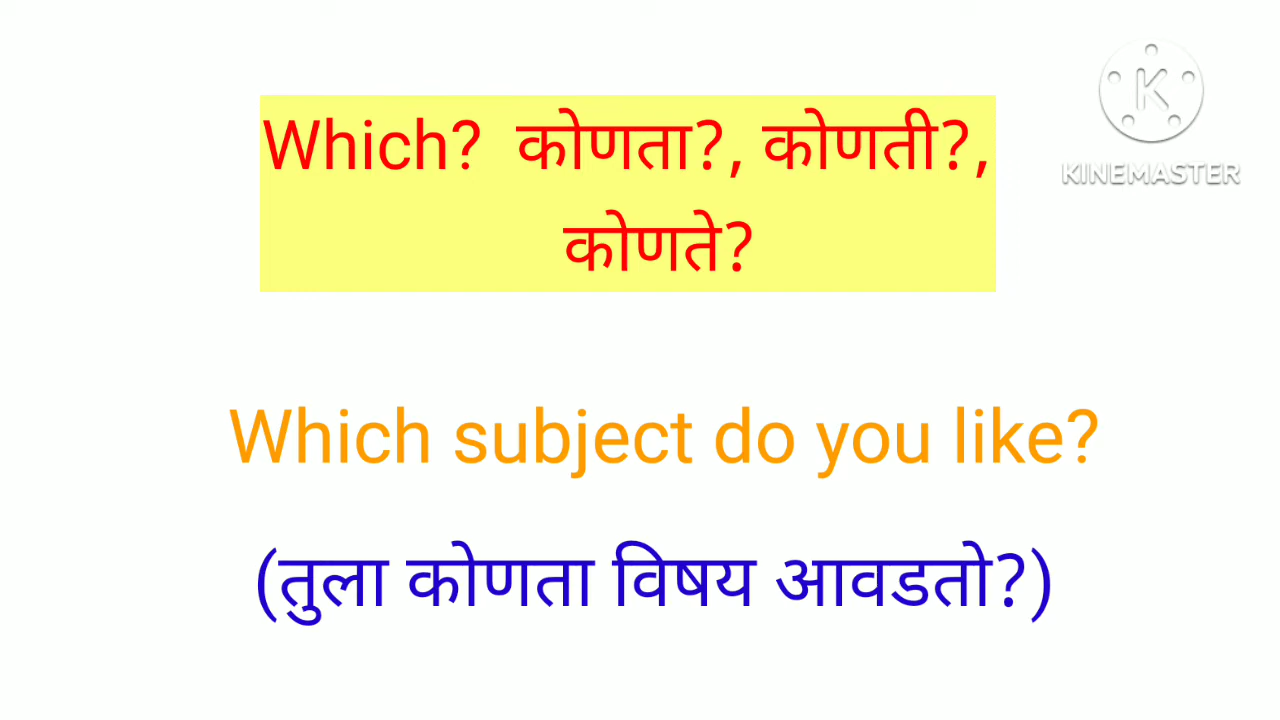 Which? कोणता?, कोणती?,
कोणते?
KINEMASTER
Which subject do you like?
(तुला कोणता विषय आवडतो?)